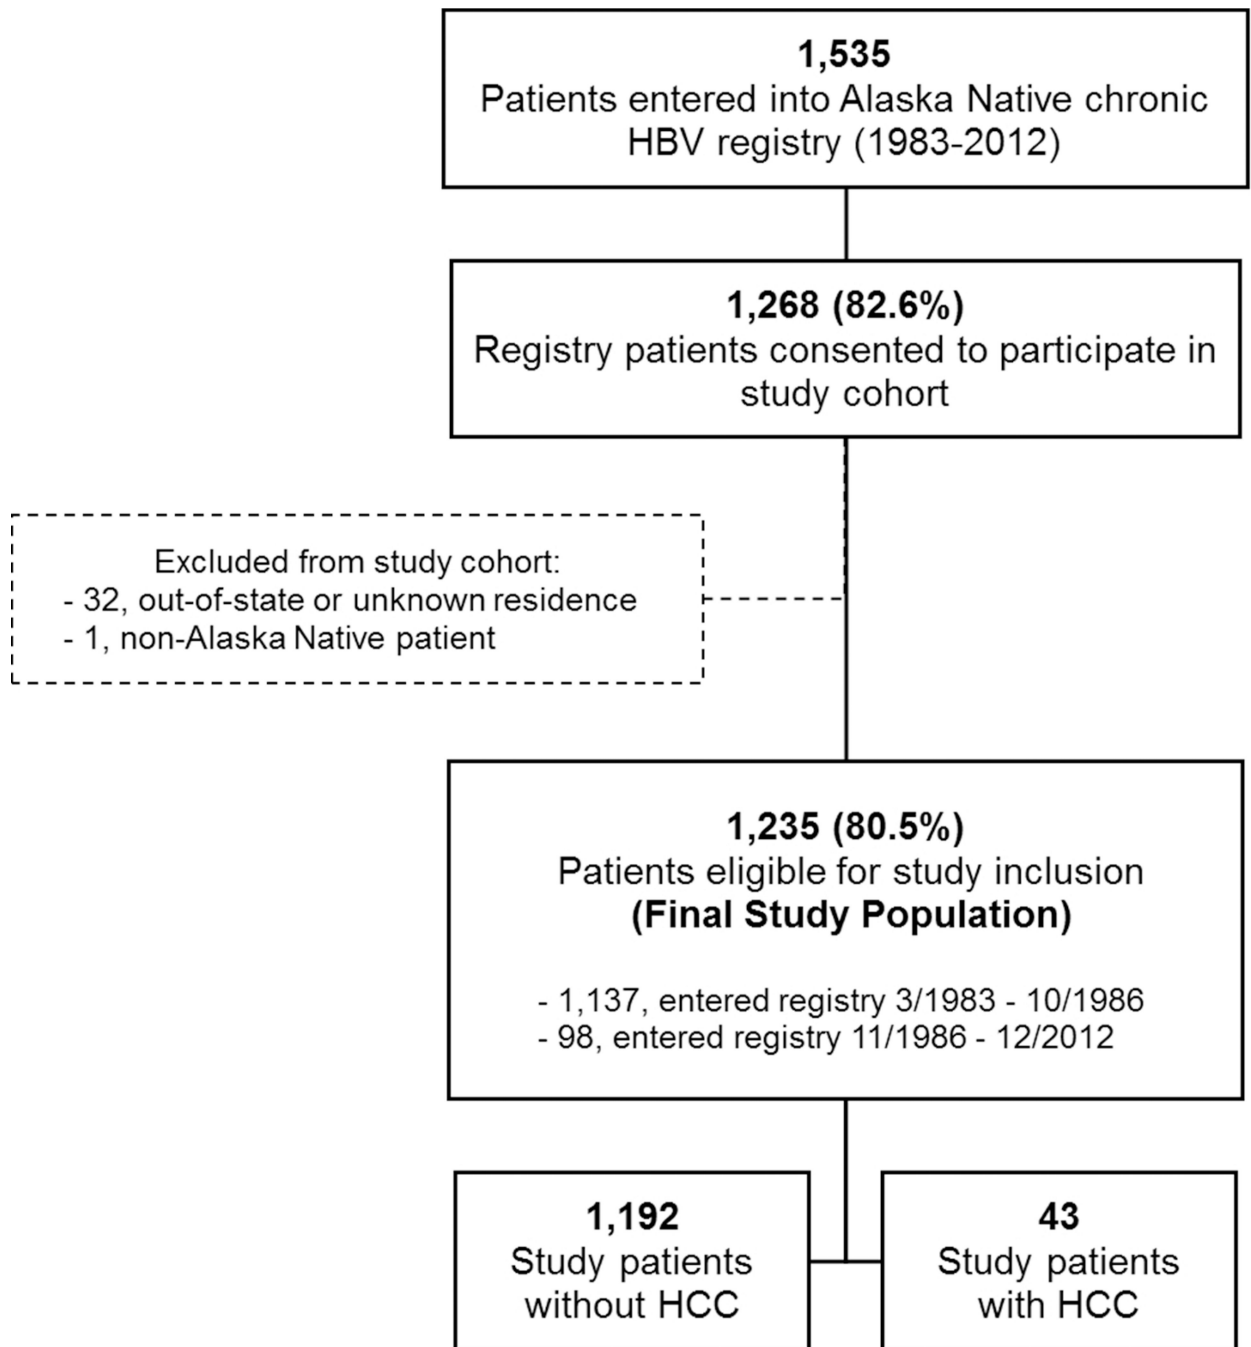 1,535
Patients entered into Alaska Native chronic
HBV registry (1983-2012)
1,268 (82.6%)
Registry patients consented to participate in
study cohort
Excluded from study cohort:
- 32, out-of-state or unknown residence
- 1, non-Alaska Native patient
1,235 (80.5%)
Patients eligible for study inclusion
(Final Study Population)
- 1,137, entered registry 3/1983 - 10/1986
- 98, entered registry 11/1986 - 12/2012
1,192
Study patients
without HCC
43
Study patients
with HCC